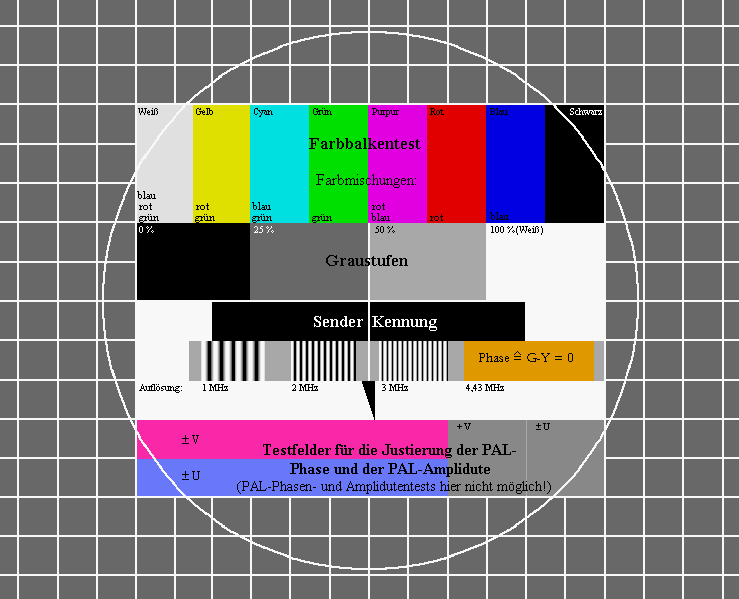 Weiß Gelb Cyan Grün Purpur Rot Blau Schwarz
Farbbalkentest
Farbmischungen:
blau
rot rot blau rot
grün grün grün grün blau rot blau
0 % 25 % 50 % 100 %(Weiß)
Graustufen
Sender Kennung
Phase ≙ G-Y = 0
Auflösung: 1 MHz 2 MHz 3 MHz 4,43 MHz
+V ±U
±V
Testfelder für die Justierung der PAL-
Phase und der PAL-Amplidute
±U
(PAL-Phasen- und Amplidutentests hier nicht möglich!)